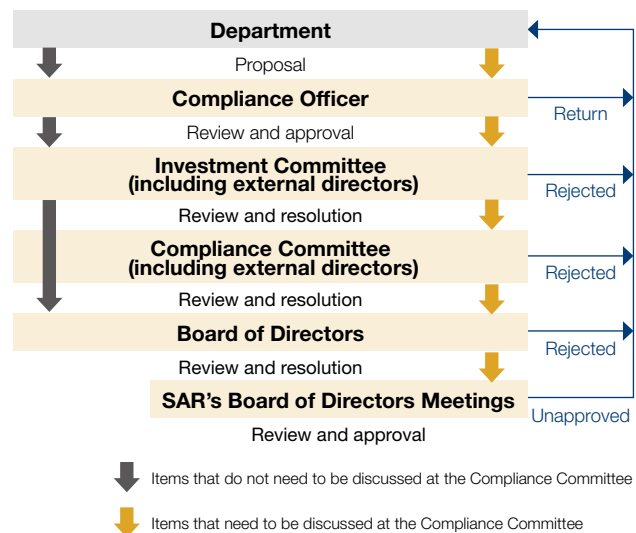 Department
Proposal
Compliance Officer
Return
Review and approval
Investment Committee
(including external directors)
Rejected
Review and resolution
Compliance Committee
(including external directors)
Rejected
Review and resolution
Board of Directors
Rejected
Review and resolution
SAR's Board of Directors Meetings
Unapproved
Review and approval
Items that do not need to be discussed at the Compliance Committee
Items that need to be discussed at the Compliance Committee